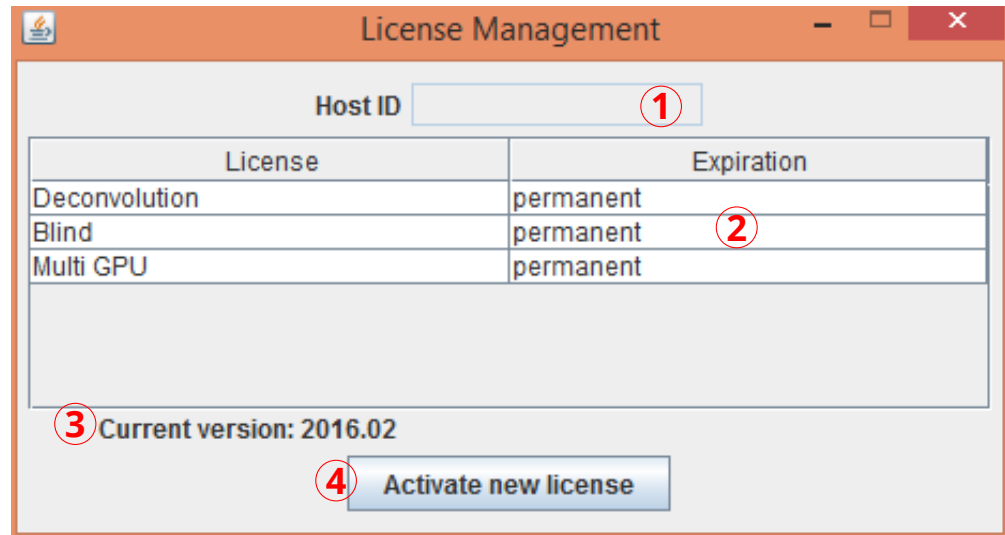 License Management
Host ID ①
License Expiration
Deconvolution permanent
Blind permanent ②
Multi GPU permanent
③ Current version: 2016.02
④ Activate new license